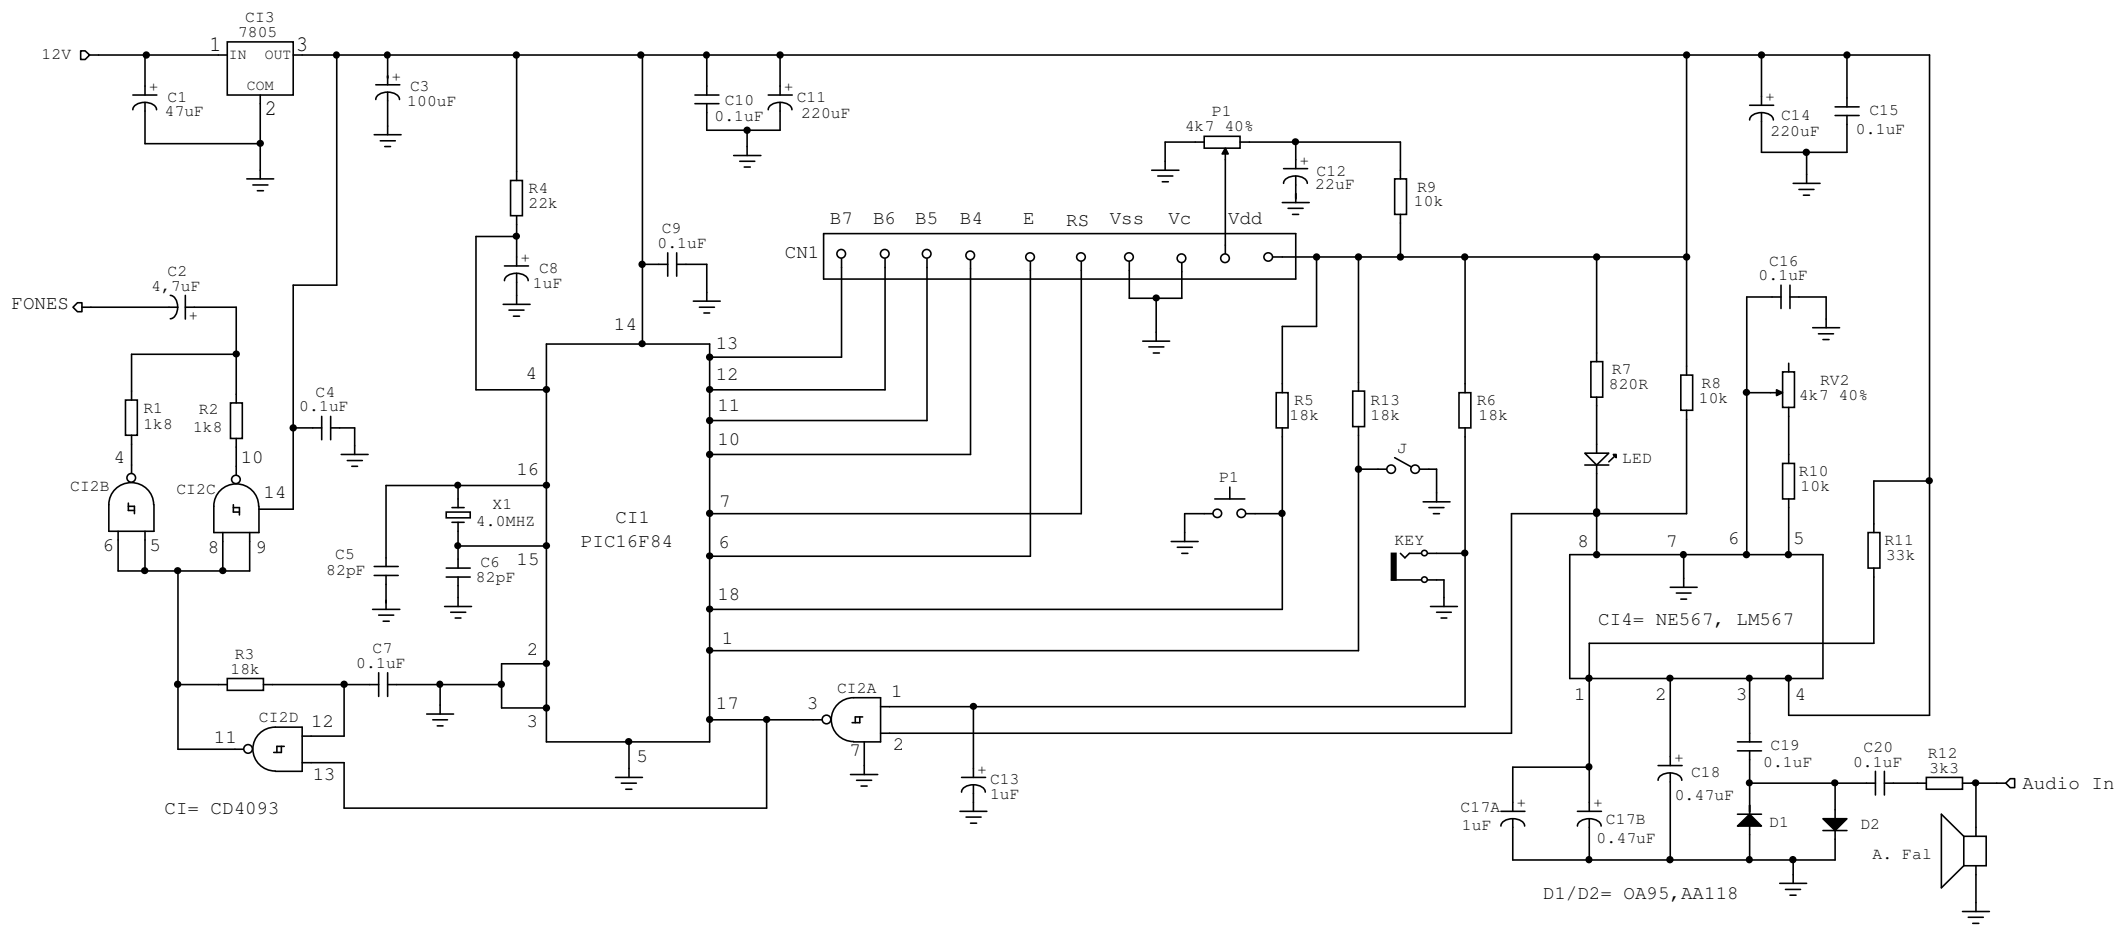 CI3
7805
12V
1
IN
OUT
3
COM
2
+
C1
47uF
+
C3
100uF
C10
0.1uF
+
C11
220uF
P1
4k7 40%
+
C12
22uF
R9
10k
+
C14
220uF
C15
0.1uF
R4
22k
+
C8
1uF
C9
0.1uF
B7
B6
B5
B4
E
RS
Vss
Vc
Vdd
CN1
C2
4,7uF
+
FONES
C16
0.1uF
14
13
12
11
10
7
6
18
1
17
4
16
15
2
3
5
CI1
PIC16F84
R1
1k8
R2
1k8
C4
0.1uF
4
10
CI2B
CI2C
14
6
5
8
9
X1
4.0MHZ
C5
82pF
C6
82pF
R5
18k
R13
18k
R6
18k
R7
820R
R8
10k
RV2
4k7 40%
LED
R10
10k
J
P1
KEY
8
7
6
5
R11
33k
CI4= NE567, LM567
1
2
3
4
R3
18k
C7
0.1uF
CI2D
11
12
13
CI= CD4093
CI2A
3
1
2
7
+
C13
1uF
C17A
1uF
+
+
C17B
0.47uF
+
C18
0.47uF
C19
0.1uF
C20
0.1uF
R12
3k3
Audio In
D1
D2
A. Fal
D1/D2= OA95,AA118